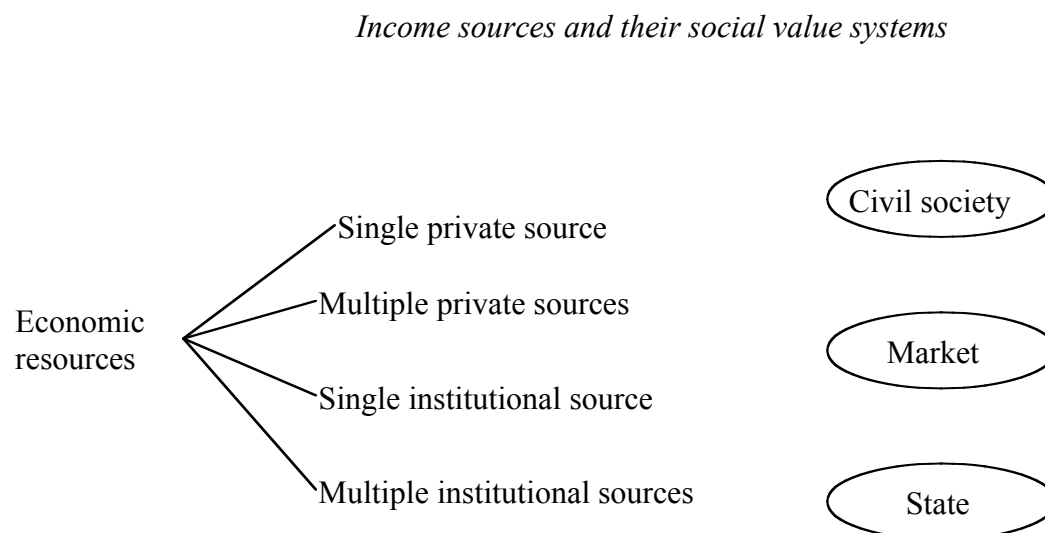 Income sources and their social value systems
Civil society
Single private source
Multiple private sources
Economic
resources
Market
Single institutional source
Multiple institutional sources
State